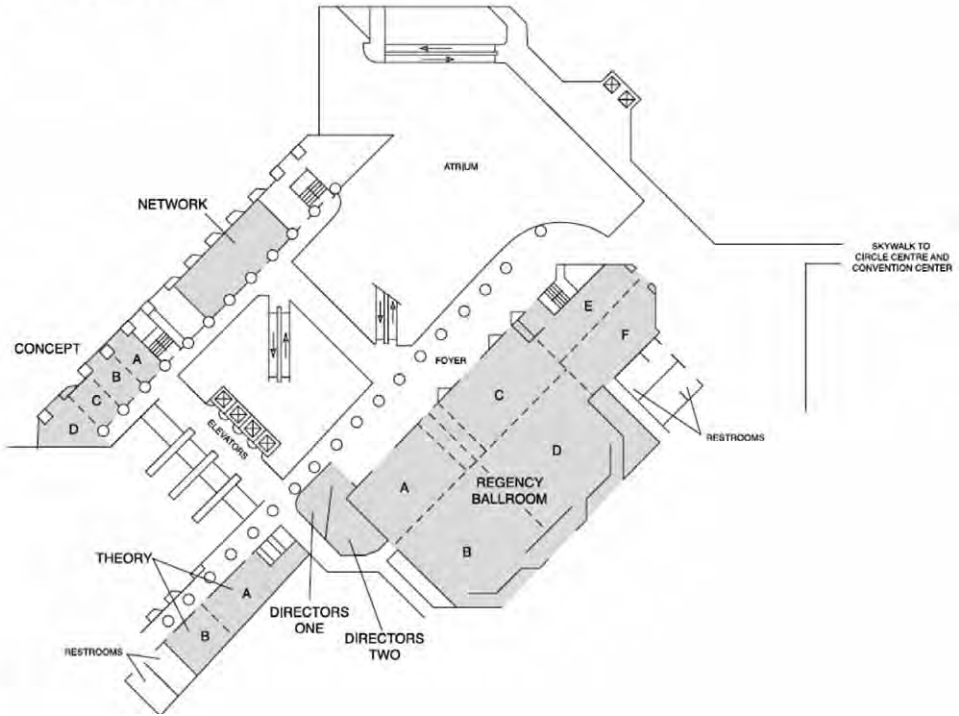 ATRIUM
NETWORK
SKYWALK TO
CIRCLE CENTRE AND
CONVENTION CENTER
E
F
CONCEPT
A
B
C
D
FOYER
C
ELEVATORS
RESTROOMS
D
A
REGENCY
BALLROOM
B
THEORY
A
B
DIRECTORS
ONE
DIRECTORS
TWO
RESTROOMS